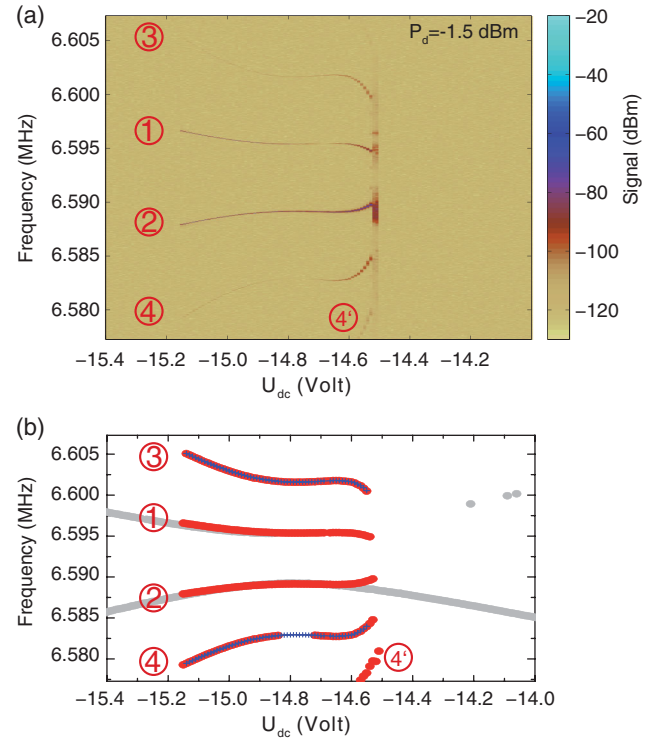 (a)
P_d=-1.5 dBm
6.605
6.600
6.595
6.590
6.585
6.580
Frequency (MHz)
③
①
②
④
④'
−15.4 −15.2 −15.0 −14.8 −14.6 −14.4 −14.2
U_dc (Volt)
−20
−40
−60
−80
−100
−120
Signal (dBm)
(b)
6.605
6.600
6.595
6.590
6.585
6.580
Frequency (MHz)
③
①
②
④
④'
−15.4 −15.2 −15.0 −14.8 −14.6 −14.4 −14.2 −14.0
U_dc (Volt)